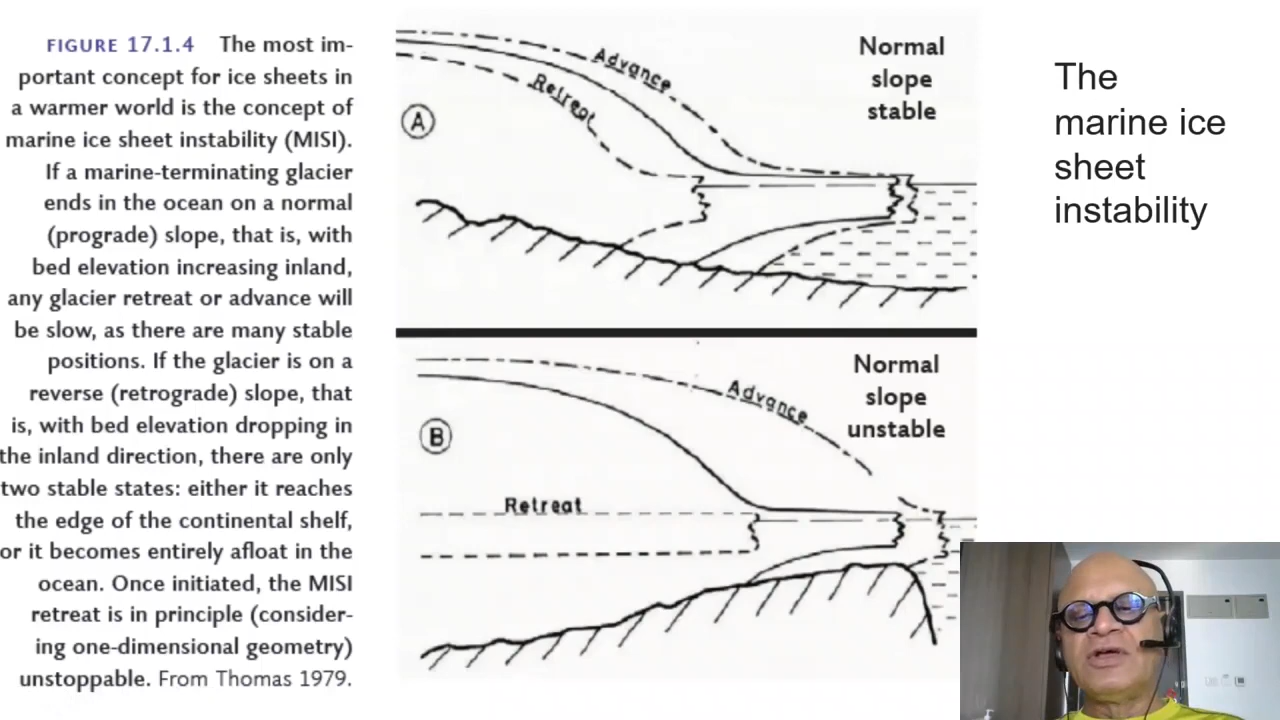 FIGURE 17.1.4 The most im-
portant concept for ice sheets in
a warmer world is the concept of
marine ice sheet instability (MISI).
If a marine-terminating glacier
ends in the ocean on a normal
(prograde) slope, that is, with
bed elevation increasing inland,
any glacier retreat or advance will
be slow, as there are many stable
positions. If the glacier is on a
reverse (retrograde) slope, that
is, with bed elevation dropping in
the inland direction, there are only
two stable states: either it reaches
the edge of the continental shelf,
or it becomes entirely afloat in the
ocean. Once initiated, the MISI
retreat is in principle (consider-
ing one-dimensional geometry)
unstoppable. From Thomas 1979.
A
Advance
Retreat
Normal
slope
stable
B
Advance
Retreat
Normal
slope
unstable
The
marine ice
sheet
instability